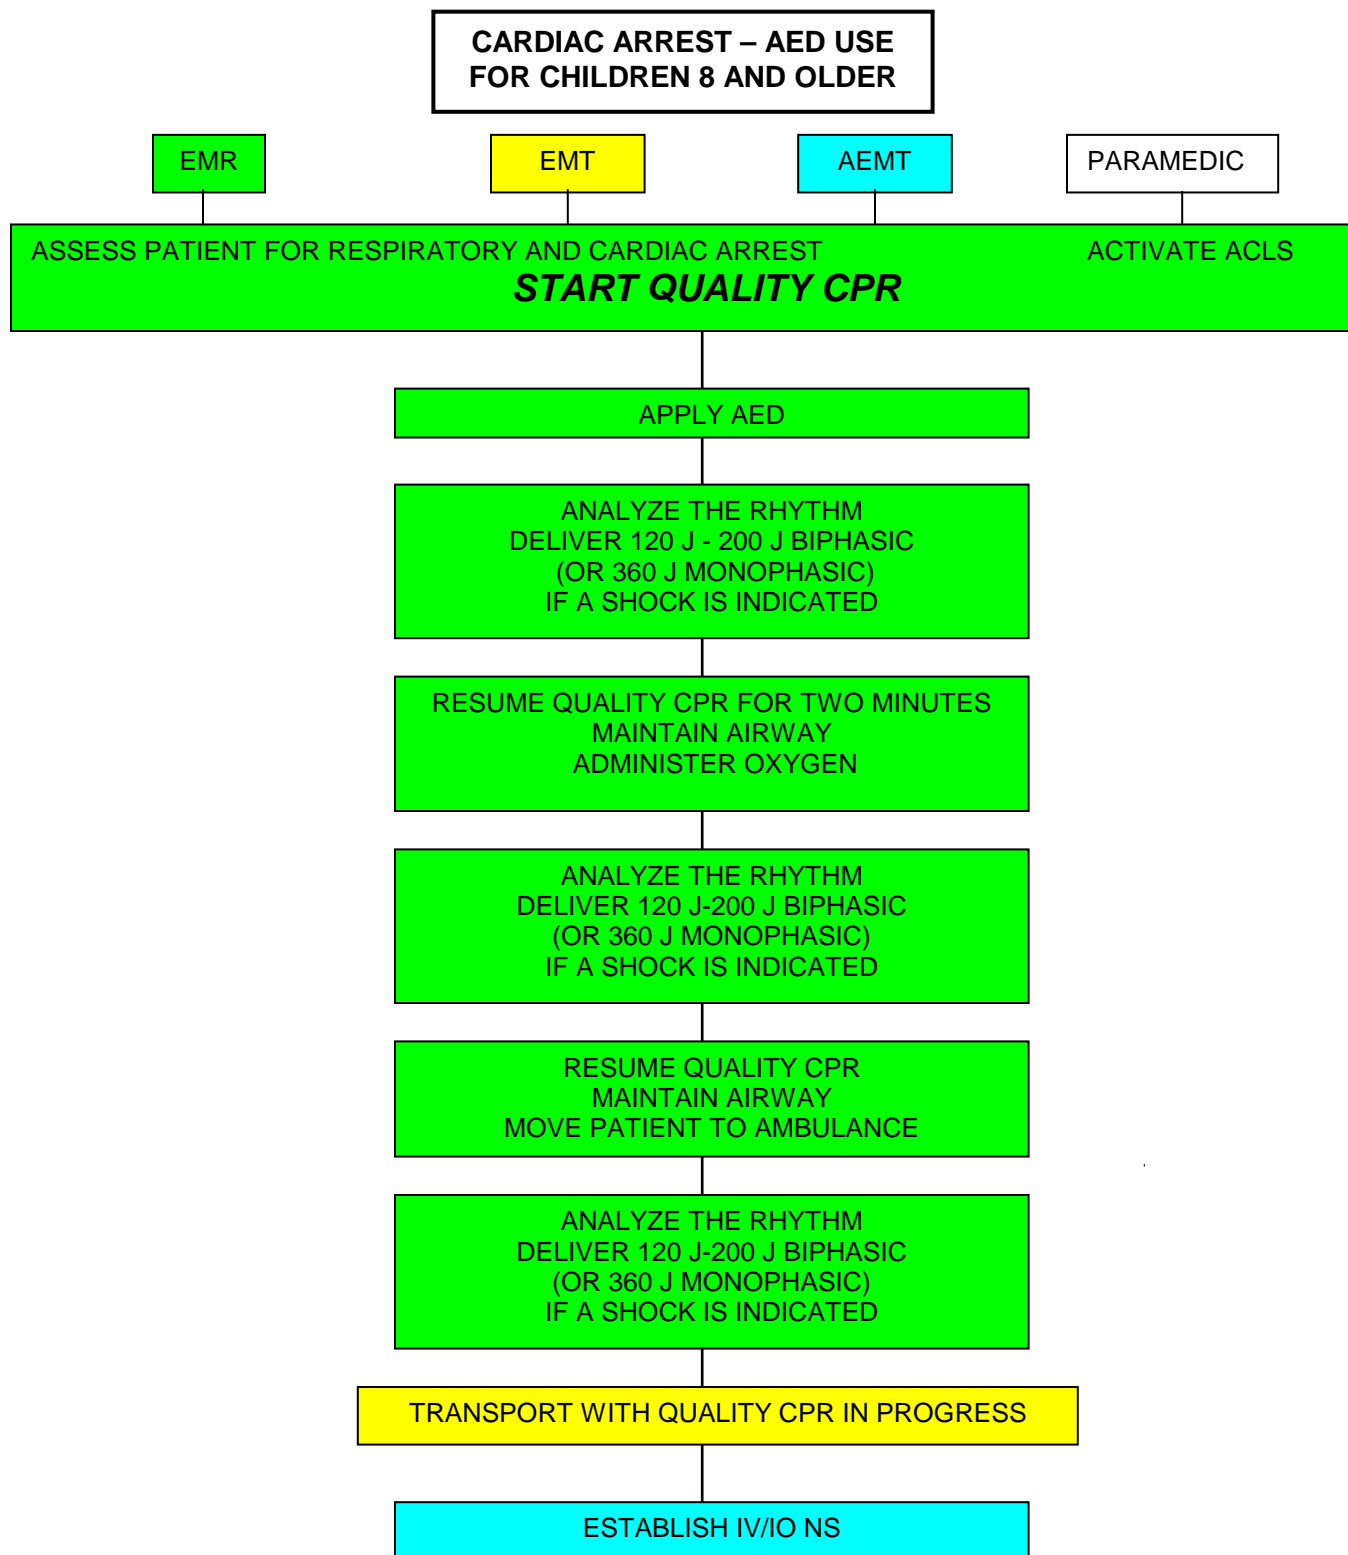 CARDIAC ARREST – AED USE
FOR CHILDREN 8 AND OLDER
EMR
EMT
AEMT
PARAMEDIC
ASSESS PATIENT FOR RESPIRATORY AND CARDIAC ARREST ACTIVATE ACLS
START QUALITY CPR
APPLY AED
ANALYZE THE RHYTHM
DELIVER 120 J - 200 J BIPHASIC
(OR 360 J MONOPHASIC)
IF A SHOCK IS INDICATED
RESUME QUALITY CPR FOR TWO MINUTES
MAINTAIN AIRWAY
ADMINISTER OXYGEN
ANALYZE THE RHYTHM
DELIVER 120 J-200 J BIPHASIC
(OR 360 J MONOPHASIC)
IF A SHOCK IS INDICATED
RESUME QUALITY CPR
MAINTAIN AIRWAY
MOVE PATIENT TO AMBULANCE
ANALYZE THE RHYTHM
DELIVER 120 J-200 J BIPHASIC
(OR 360 J MONOPHASIC)
IF A SHOCK IS INDICATED
TRANSPORT WITH QUALITY CPR IN PROGRESS
ESTABLISH IV/IO NS